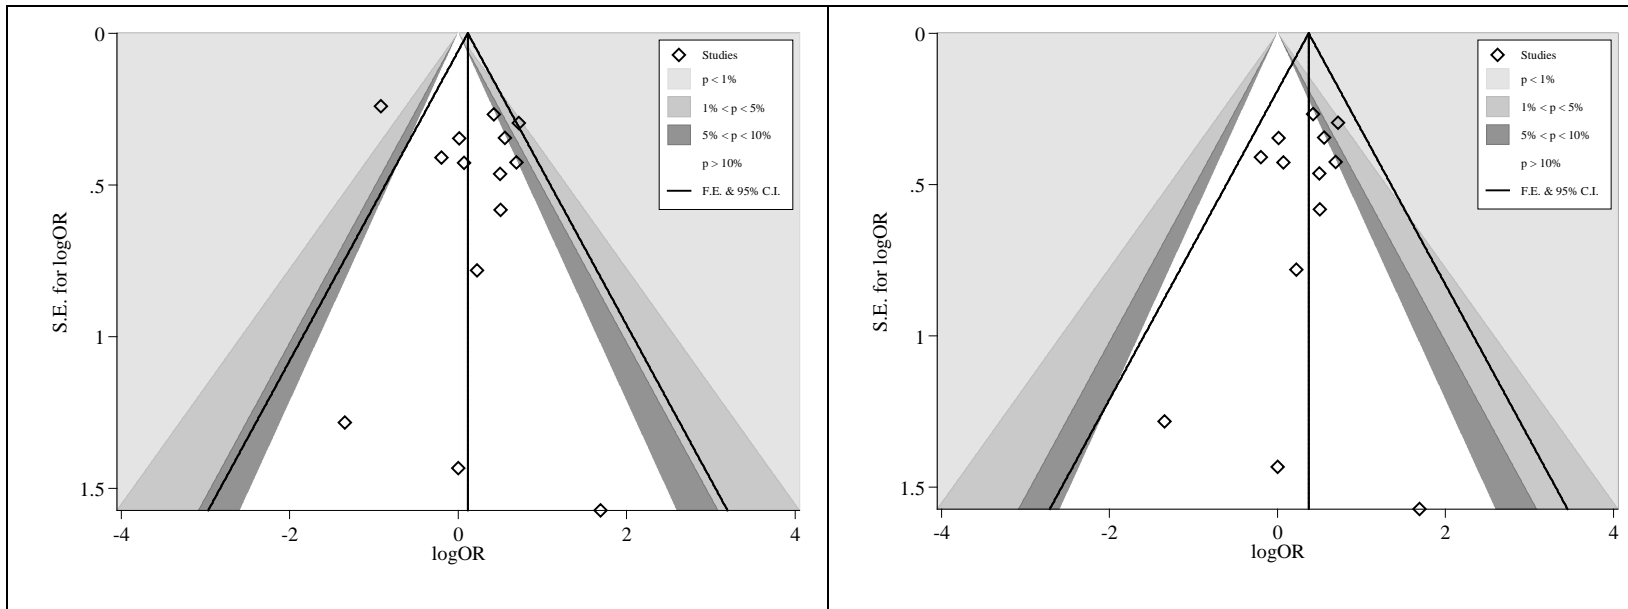 0
.5
1
1.5
S.E. for logOR
-4
-2
0
2
4
logOR
Studies
p < 1%
1% < p < 5%
5% < p < 10%
p > 10%
F.E. & 95% C.I.
0
.5
1
1.5
S.E. for logOR
-4
-2
0
2
4
logOR
Studies
p < 1%
1% < p < 5%
5% < p < 10%
p > 10%
F.E. & 95% C.I.